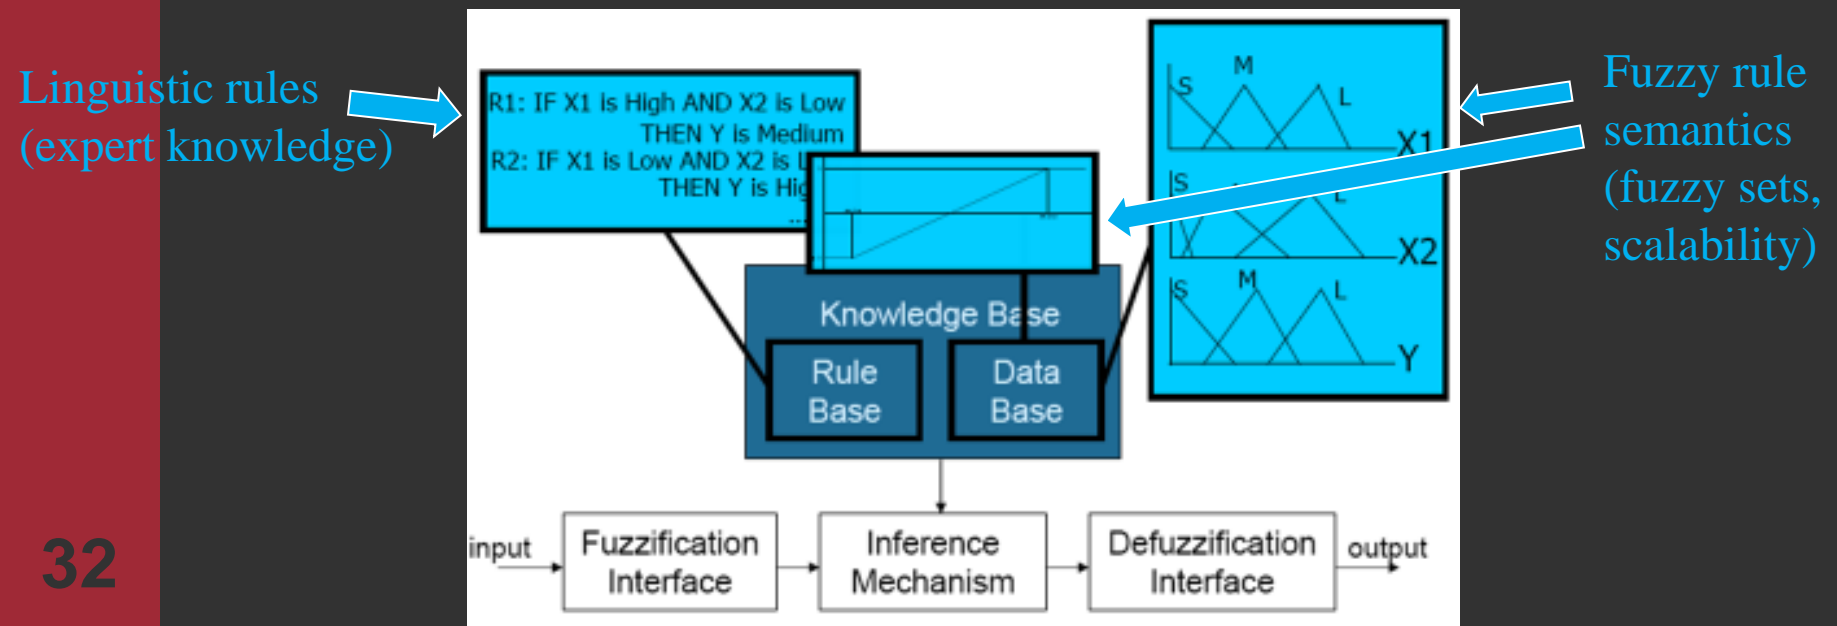 Linguistic rules
(expert knowledge)
R1: IF X1 is High AND X2 is Low
THEN Y is Medium
R2: IF X1 is Low AND X2 is
THEN Y is
...
S
M
L
X1
S
L
X2
S
M
L
Y
Fuzzy rule
semantics
(fuzzy sets,
scalability)
Knowledge Base
Rule
Base
Data
Base
input
Fuzzification
Interface
Inference
Mechanism
Defuzzification
Interface
output
32